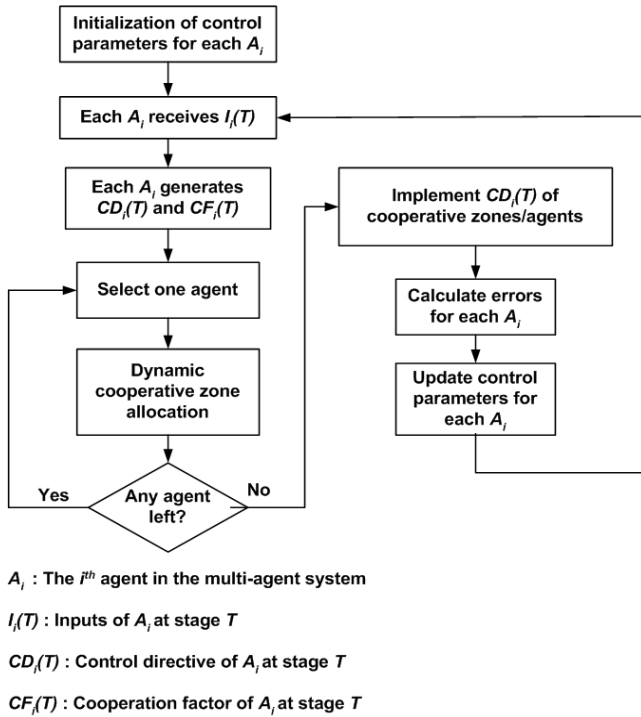 Initialization of control
parameters for each Ai
Each Ai receives Ii(T)
Each Ai generates
CDi(T) and CFi(T)
Select one agent
Dynamic
cooperative zone
allocation
Any agent
left?
Yes
No
Implement CDi(T) of
cooperative zones/agents
Calculate errors
for each Ai
Update control
parameters for
each Ai
Ai : The ith agent in the multi-agent system
Ii(T) : Inputs of Ai at stage T
CDi(T) : Control directive of Ai at stage T
CFi(T) : Cooperation factor of Ai at stage T